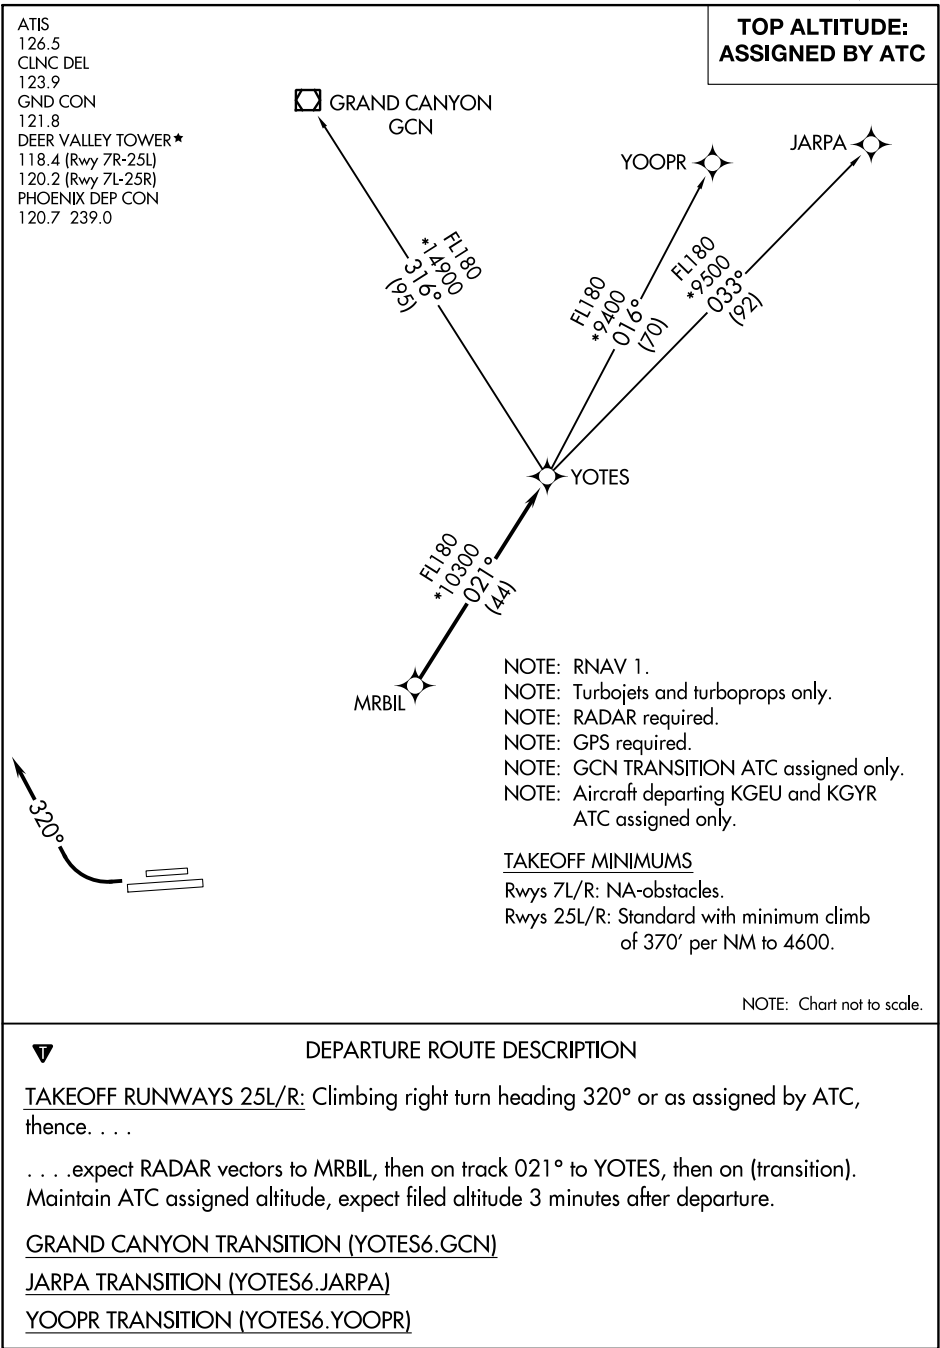 ATIS
126.5
CLNC DEL
123.9
GND CON
121.8
DEER VALLEY TOWER★
118.4 (Rwy 7R-25L)
120.2 (Rwy 7L-25R)
PHOENIX DEP CON
120.7 239.0
TOP ALTITUDE:
ASSIGNED BY ATC
GRAND CANYON
GCN
YOOPR
JARPA
FL180
*14900
316°
(95)
FL180
*9400
016°
(70)
FL180
*9500
033°
(92)
YOTES
FL180
*10300
021°
(44)
MRBIL
320°
NOTE: RNAV 1.
NOTE: Turbojets and turboprops only.
NOTE: RADAR required.
NOTE: GPS required.
NOTE: GCN TRANSITION ATC assigned only.
NOTE: Aircraft departing KGEU and KGYR
ATC assigned only.
TAKEOFF MINIMUMS
Rwys 7L/R: NA-obstacles.
Rwys 25L/R: Standard with minimum climb
of 370' per NM to 4600.
NOTE: Chart not to scale.
T
DEPARTURE ROUTE DESCRIPTION
TAKEOFF RUNWAYS 25L/R: Climbing right turn heading 320° or as assigned by ATC,
thence. . . .
. . . .expect RADAR vectors to MRBIL, then on track 021° to YOTES, then on (transition).
Maintain ATC assigned altitude, expect filed altitude 3 minutes after departure.
GRAND CANYON TRANSITION (YOTES6.GCN)
JARPA TRANSITION (YOTES6.JARPA)
YOOPR TRANSITION (YOTES6.YOOPR)